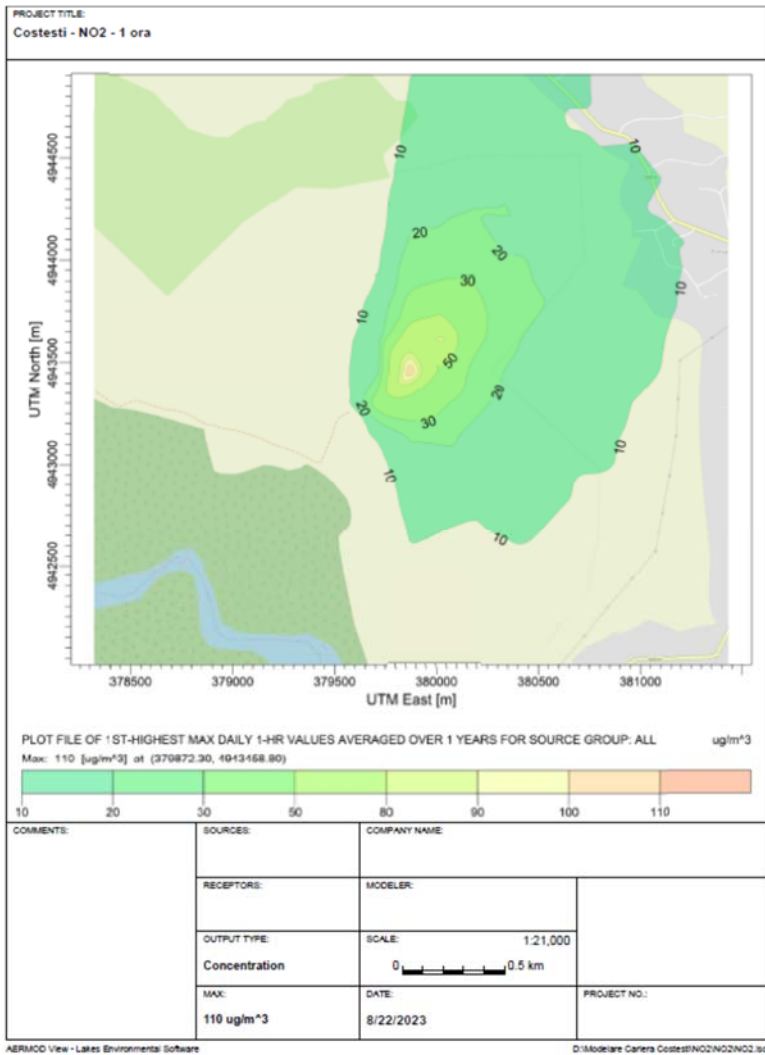 PROJECT TITLE:
Costesti - NO2 - 1 ora
10
10
20
20
30
10
10
50
20
20
30
10
10
10
UTM North [m]
4944500
4944000
4943500
4943000
4942500
378500 379000 379500 380000 380500 381000
UTM East [m]
PLOT FILE OF 1ST-HIGHEST MAX DAILY 1-HR VALUES AVERAGED OVER 1 YEARS FOR SOURCE GROUP: ALL ug/m^3
Max: 110 [ug/m^3] at (379872.30, 4943458.80)
10 20 30 50 80 90 100 110
COMMENTS:
SOURCES:
COMPANY NAME:
RECEPTORS:
MODELER:
OUTPUT TYPE:
Concentration
SCALE: 1:21,000
0 0.5 km
MAX:
110 ug/m^3
DATE:
8/22/2023
PROJECT NO.:
AERMOD View - Lakes Environmental Software
D:\Modelare Cariera Costesti\NO2\NO2\NO2.isc